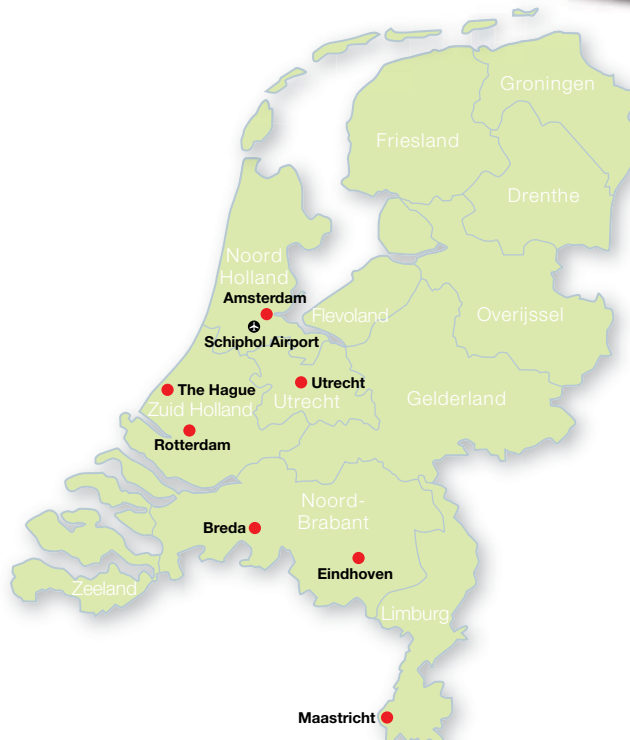 Groningen
Friesland
Drenthe
Noord
Holland
Amsterdam
Flevoland
Overijssel
Schiphol Airport
The Hague
Utrecht
Zuid Holland
Utrecht
Gelderland
Rotterdam
Noord-
Brabant
Breda
Eindhoven
Zeeland
Limburg
Maastricht